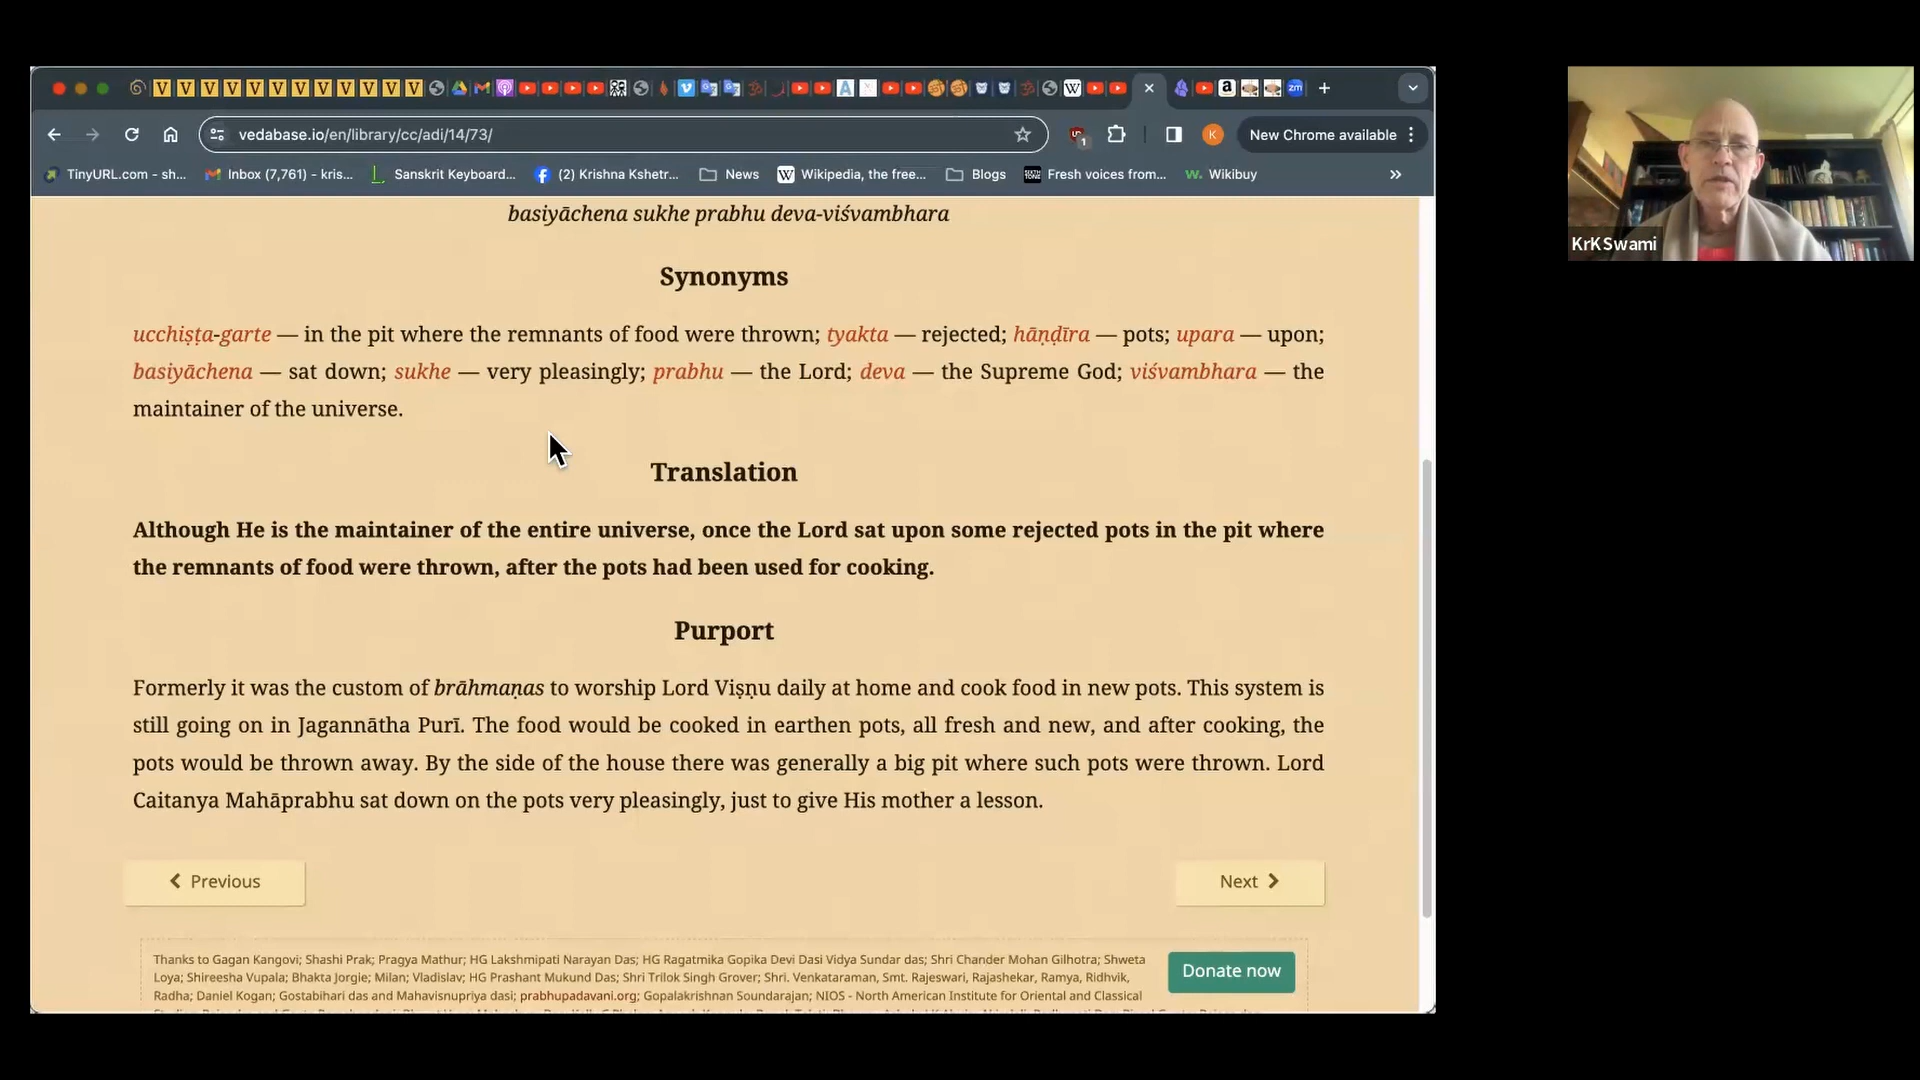 vedabase.io/en/library/cc/adi/14/73/
New Chrome available
TinyURL.com - sh...
Inbox (7,761) - kris...
Sanskrit Keyboard...
(2) Krishna Kshetr...
News
Wikipedia, the free...
Blogs
Fresh voices from...
Wikibuy
»
basiyāchena sukhe prabhu deva-viśvambhara
Synonyms
ucchiṣṭa-garte — in the pit where the remnants of food were thrown; tyakta — rejected; hāṇḍīra — pots; upara — upon;
basiyāchena — sat down; sukhe — very pleasingly; prabhu — the Lord; deva — the Supreme God; viśvambhara — the
maintainer of the universe.
Translation
Although He is the maintainer of the entire universe, once the Lord sat upon some rejected pots in the pit where
the remnants of food were thrown, after the pots had been used for cooking.
Purport
Formerly it was the custom of brāhmaṇas to worship Lord Viṣṇu daily at home and cook food in new pots. This system is
still going on in Jagannātha Purī. The food would be cooked in earthen pots, all fresh and new, and after cooking, the
pots would be thrown away. By the side of the house there was generally a big pit where such pots were thrown. Lord
Caitanya Mahāprabhu sat down on the pots very pleasingly, just to give His mother a lesson.
Previous
Next
Thanks to Gagan Kangovi; Shashi Prak; Pragya Mathur; HG Lakshmipati Narayan Das; HG Ragatmika Gopika Devi Dasi Vidya Sundar das; Shri Chander Mohan Gilhotra; Shweta
Loya; Shireesha Vupala; Bhakta Jorgie; Milan; Vladislav; HG Prashant Mukund Das; Shri Trilok Singh Grover; Shri. Venkataraman, Smt. Rajeswari, Rajashekar, Ramya, Ridhvik,
Radha; Daniel Kogan; Gostabihari das and Mahavisnupriya dasi; prabhupadavani.org; Gopalakrishnan Soundarajan; NIOS - North American Institute for Oriental and Classical
Donate now
KrKSwami